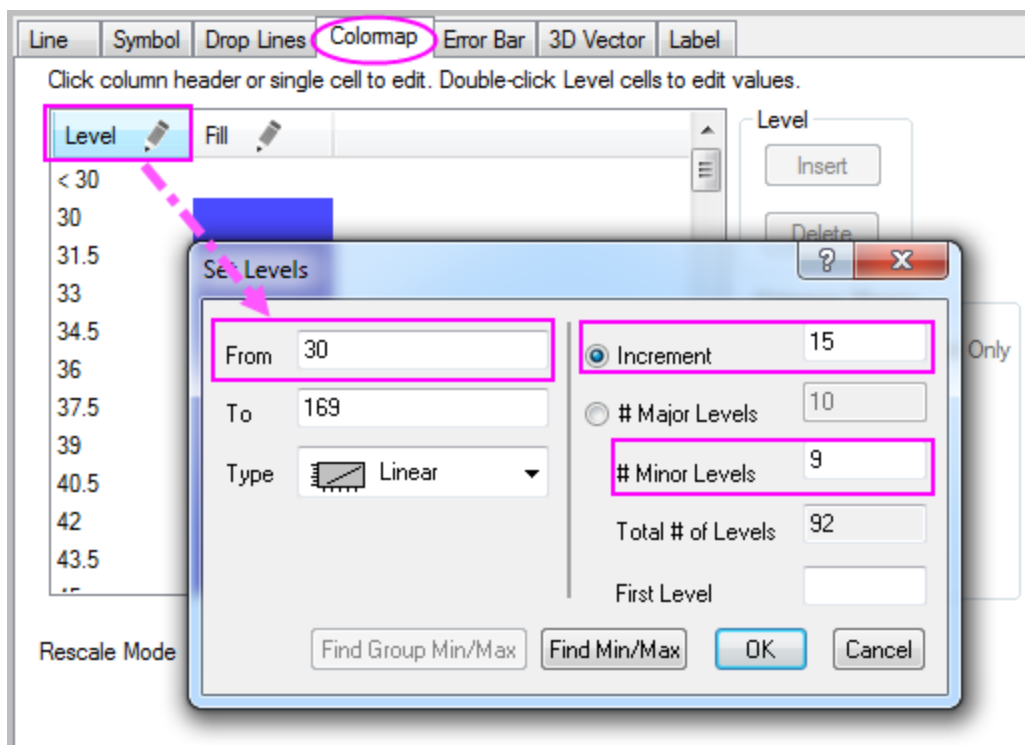 Line Symbol Drop Lines Colormap Error Bar 3D Vector Label
Click column header or single cell to edit. Double-click Level cells to edit values.
Level Fill
< 30
30
31.5
33
34.5
36
37.5
39
40.5
42
43.5
Level
Insert
Delete
Only
Rescale Mode
Set Levels
?
From 30
To 169
Type Linear
Increment 15
# Major Levels 10
# Minor Levels 9
Total # of Levels 92
First Level
Find Group Min/Max Find Min/Max OK Cancel